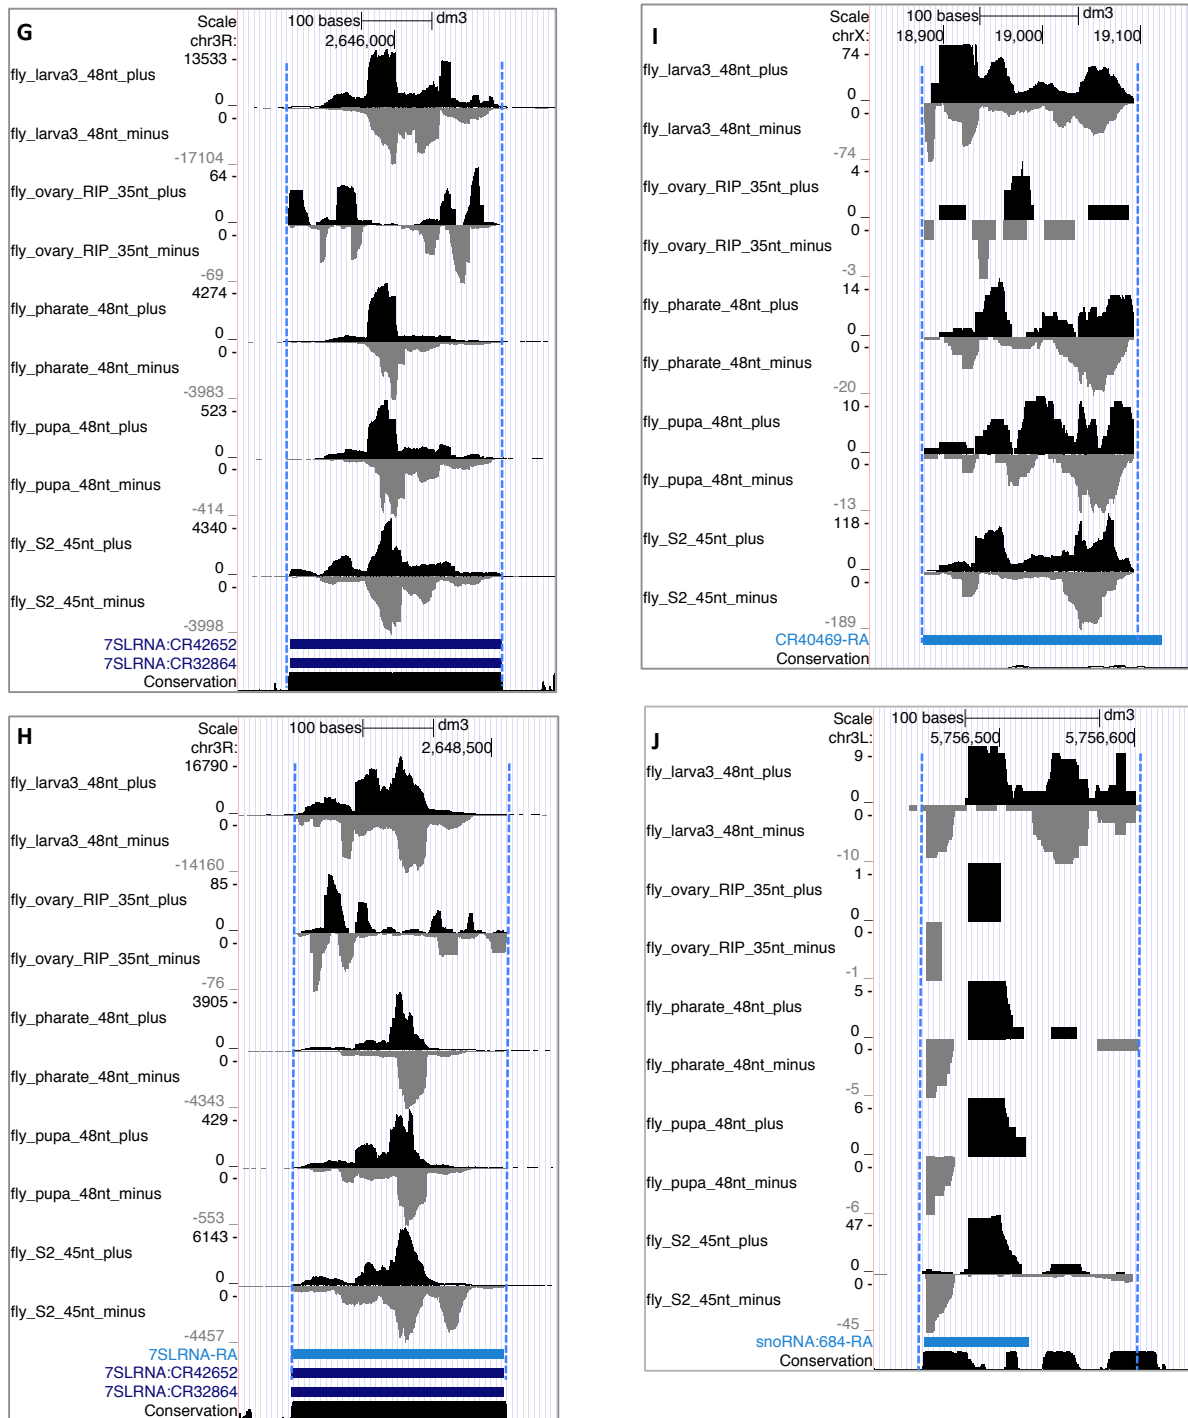 G
Scale 100 bases dm3
chr3R: 2,646,000
13533 -
fly_larva3_48nt_plus
0 _
0 -
fly_larva3_48nt_minus
-17104 _
64 -
fly_ovary_RIP_35nt_plus
0 _
0 -
fly_ovary_RIP_35nt_minus
-69 _
4274 -
fly_pharate_48nt_plus
0 _
0 -
fly_pharate_48nt_minus
-3983 _
523 -
fly_pupa_48nt_plus
0 _
0 -
fly_pupa_48nt_minus
-414 _
4340 -
fly_S2_45nt_plus
0 _
0 -
fly_S2_45nt_minus
-3998 _
7SLRNA:CR42652
7SLRNA:CR32864
Conservation
H
Scale 100 bases dm3
chr3R: 2,648,500
16790 -
fly_larva3_48nt_plus
0 _
0 -
fly_larva3_48nt_minus
-14160 _
85 -
fly_ovary_RIP_35nt_plus
0 _
0 -
fly_ovary_RIP_35nt_minus
-76 _
3905 -
fly_pharate_48nt_plus
0 _
0 -
fly_pharate_48nt_minus
-4343 _
429 -
fly_pupa_48nt_plus
0 _
0 -
fly_pupa_48nt_minus
-553 _
6143 -
fly_S2_45nt_plus
0 _
0 -
fly_S2_45nt_minus
-4457 _
7SLRNA-RA
7SLRNA:CR42652
7SLRNA:CR32864
Conservation
I
Scale 100 bases dm3
chrX: 18,900 19,000 19,100
74 -
fly_larva3_48nt_plus
0 _
0 -
fly_larva3_48nt_minus
-74 _
4 -
fly_ovary_RIP_35nt_plus
0 _
0 -
fly_ovary_RIP_35nt_minus
-3 _
14 -
fly_pharate_48nt_plus
0 _
0 -
fly_pharate_48nt_minus
-20 _
10 -
fly_pupa_48nt_plus
0 _
0 -
fly_pupa_48nt_minus
-13 _
118 -
fly_S2_45nt_plus
0 _
0 -
fly_S2_45nt_minus
-189 _
CR40469-RA
Conservation
J
Scale 100 bases dm3
chr3L: 5,756,500 5,756,600
9 -
fly_larva3_48nt_plus
0 _
0 -
fly_larva3_48nt_minus
-10 _
1 -
fly_ovary_RIP_35nt_plus
0 _
0 -
fly_ovary_RIP_35nt_minus
-1 _
5 -
fly_pharate_48nt_plus
0 _
0 -
fly_pharate_48nt_minus
-5 _
6 -
fly_pupa_48nt_plus
0 _
0 -
fly_pupa_48nt_minus
-6 _
47 -
fly_S2_45nt_plus
0 _
0 -
fly_S2_45nt_minus
-45 _
snoRNA:684-RA
Conservation